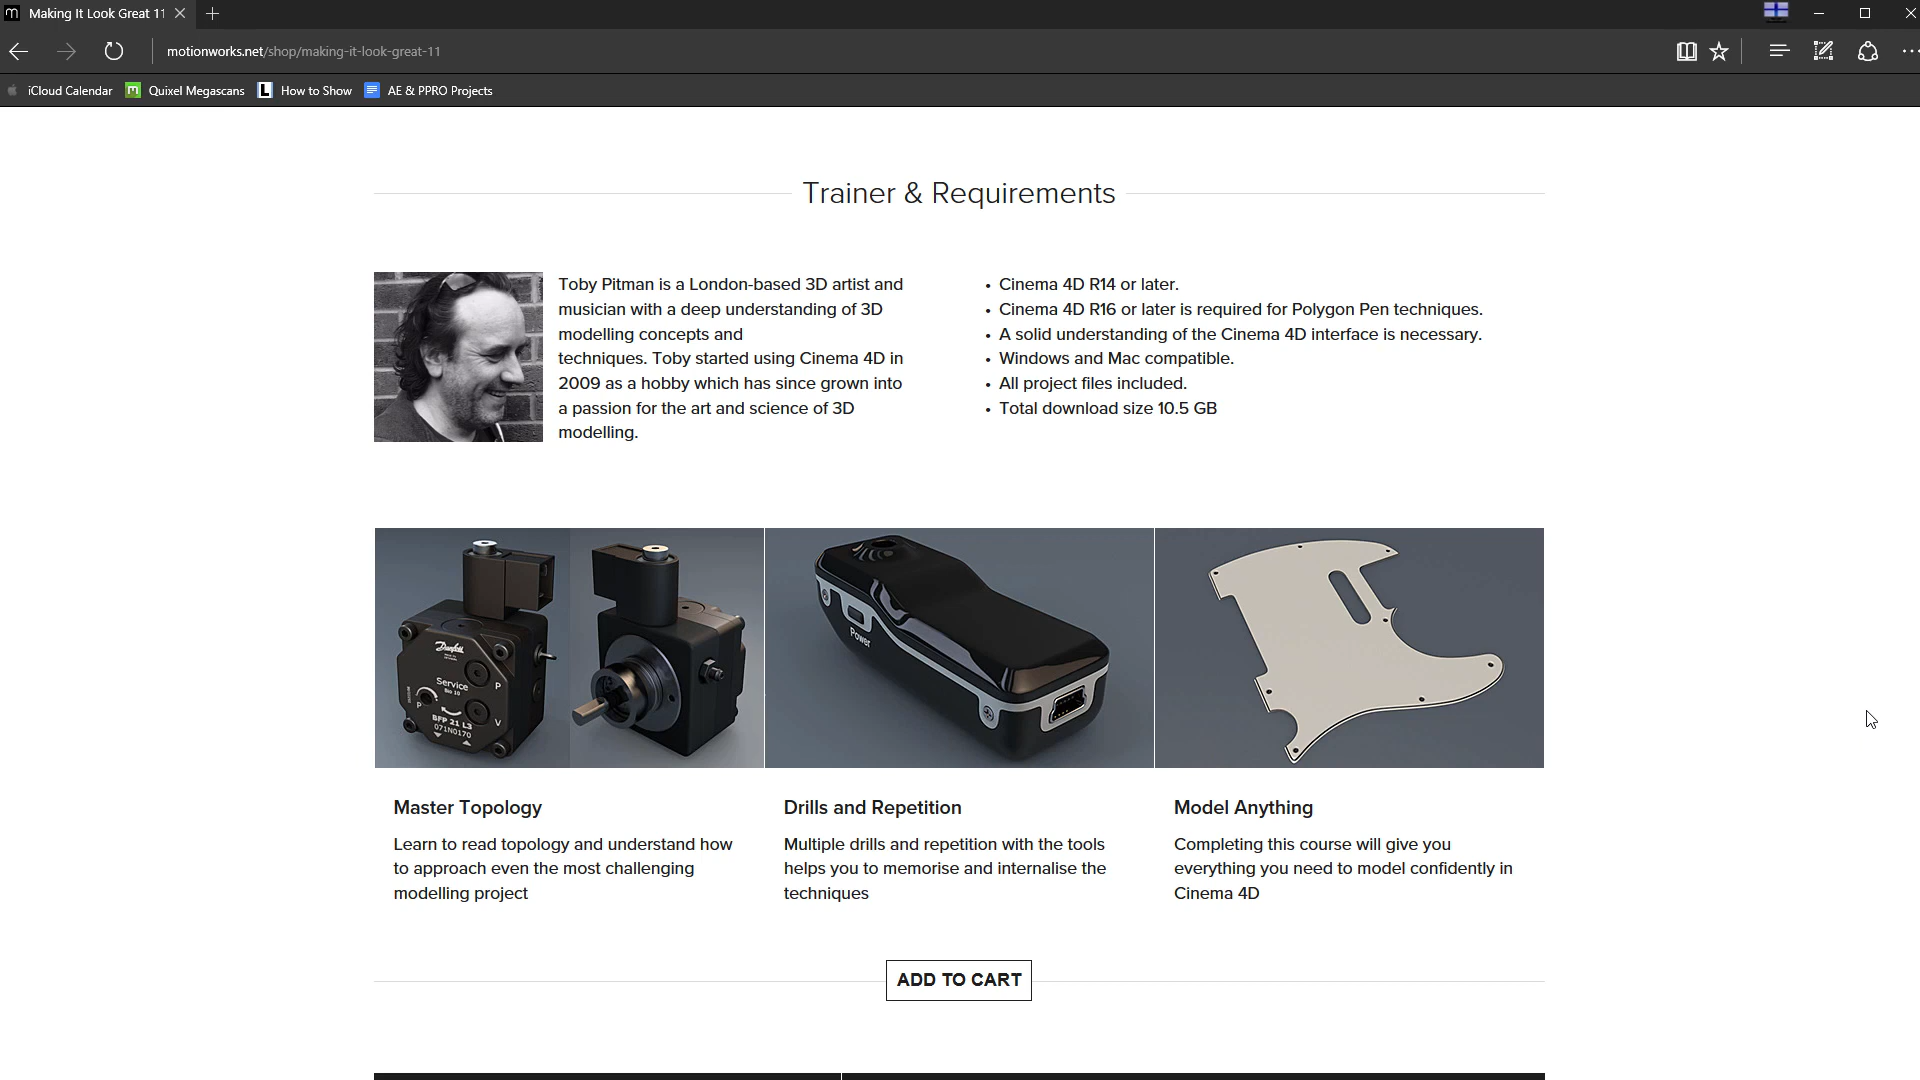 Making It Look Great 11
motionworks.net/shop/making-it-look-great-11
iCloud Calendar
Quixel Megascans
How to Show
AE & PPRO Projects
Trainer & Requirements
Toby Pitman is a London-based 3D artist and
musician with a deep understanding of 3D
modelling concepts and
techniques. Toby started using Cinema 4D in
2009 as a hobby which has since grown into
a passion for the art and science of 3D
modelling.
• Cinema 4D R14 or later.
• Cinema 4D R16 or later is required for Polygon Pen techniques.
• A solid understanding of the Cinema 4D interface is necessary.
• Windows and Mac compatible.
• All project files included.
• Total download size 10.5 GB
Danfoss
Service
Bio 10
P
P
V
BFP 21 L3
071N0170
Power
Master Topology
Learn to read topology and understand how
to approach even the most challenging
modelling project
Drills and Repetition
Multiple drills and repetition with the tools
helps you to memorise and internalise the
techniques
Model Anything
Completing this course will give you
everything you need to model confidently in
Cinema 4D
ADD TO CART